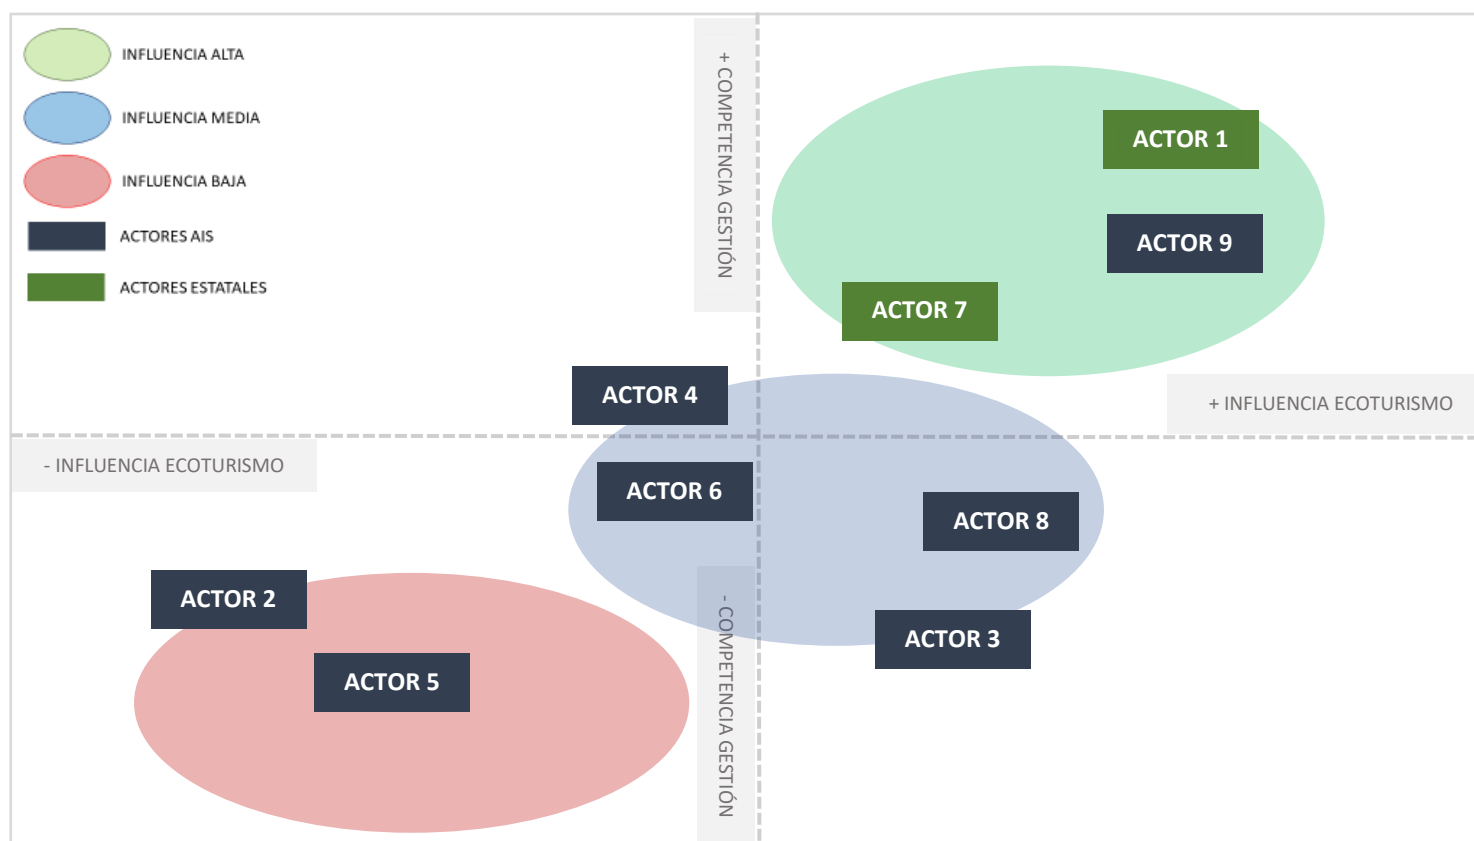 INFLUENCIA ALTA
INFLUENCIA MEDIA
INFLUENCIA BAJA
ACTORES AIS
ACTORES ESTATALES
+ COMPETENCIA GESTIÓN
ACTOR 1
ACTOR 9
ACTOR 7
ACTOR 4
+ INFLUENCIA ECOTURISMO
- INFLUENCIA ECOTURISMO
ACTOR 6
ACTOR 8
ACTOR 2
ACTOR 3
ACTOR 5
- COMPETENCIA GESTIÓN